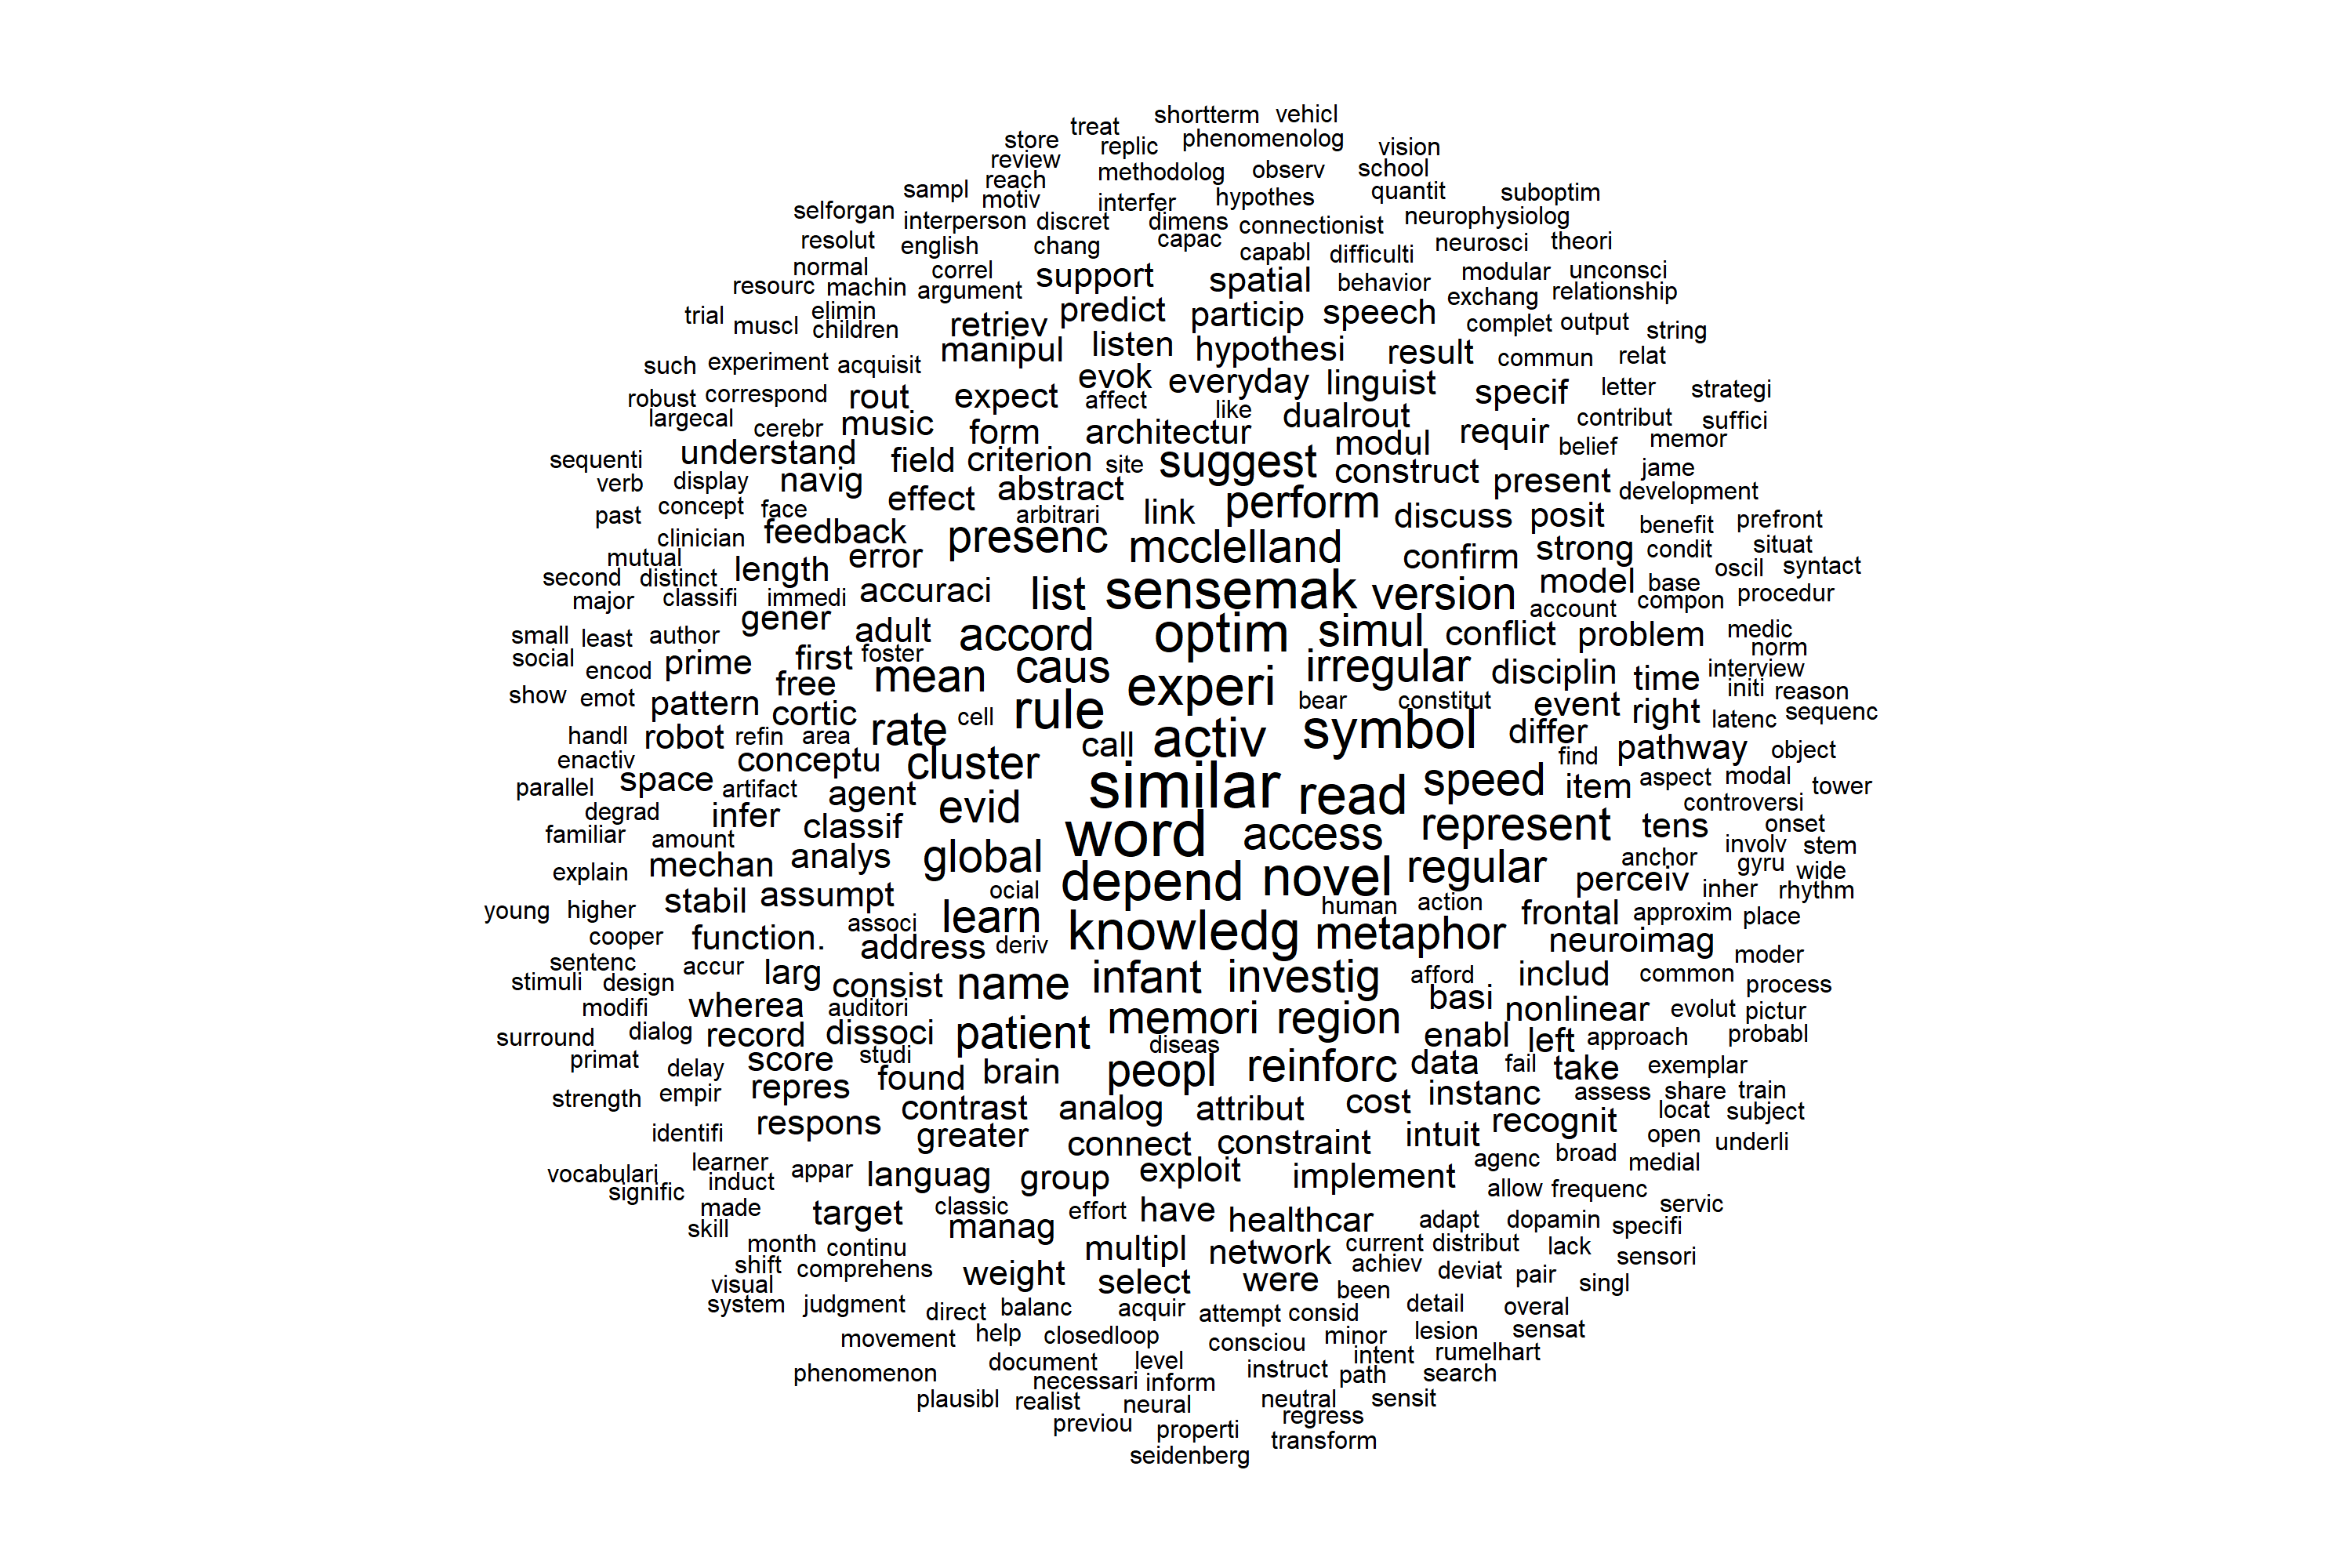 shortterm vehicl
treat
store replic phenomenolog vision
review methodolog observ school
reach
sampl motiv interfer hypothes quantit suboptim
selforgan interperson discret dimens connectionist neurophysiolog
resolut english chang capac capabl difficulti neurosci theori
normal correl support spatial behavior modular unconsci
resourc machin argument exchang relationship
trial elimin retriev predict particip speech complet output string
muscl children
such experiment acquisit manipul listen hypothesi result commun relat
robust correspond rout expect evok everyday linguist specif letter strategi
affect
largecal cerebr music form architectur like dualrout modul requir contribut suffici
belief memor
sequenti understand field criterion site suggest construct present jame
verb display navig abstract development
past concept face effect arbitrari link perform discuss posit benefit prefront
clinician feedback presenc mcclelland confirm strong condit situat
mutual error
second distinct length accuraci list sensemak version model base oscil syntact
major classifi immedi account compon procedur
gener
small least author adult accord optim simul conflict problem medic
social encod prime first foster mean caus experi irregular disciplin time norm
interview
show emot pattern free cortic rule bear constitut event right initi reason
latenc sequenc
handl robot refin area rate cell call activ symbol differ find pathway object
enactiv conceptu cluster
parallel space artifact agent similar read speed item aspect modal tower
degrad infer evid controversi
familiar amount classif word access represent tens onset
explain mechan analys global depend novel regular anchor involv stem
gyru wide
young higher stabil assumpt ocial learn human action perceiv inher rhythm
cooper function. associ address deriv knowledg metaphor frontal approxim place
neuroimag
sentenc accur larg moder
stimuli design consist name infant investig afford includ common process
modifi wherea auditori basi nonlinear evolut pictur
surround dialog record dissoci patient memori region enabl left approach probabl
primat delay score studi diseas
strength empir repres found brain peopl reinforc data fail take exemplar
instanc assess share train
identifi respons contrast analog attribut cost recognit locat subject
greater connect constraint intuit open underli
vocabulari learner appar languag group exploit implement agenc broad medial
signific induct allow frequenc
skill made target classic manag effort have healthcar adapt dopamin specifi servic
month continu multipl network current distribut lack sensori
shift comprehens weight select were achiev deviat pair singl
visual been
system judgment direct balanc acquir attempt consid detail overal
movement help closedloop consciou minor lesion sensat
phenomenon document level instruct intent rumelhart
necessari inform path search
plausibl realist neural neutral sensit
previou properti regress
seidenberg transform